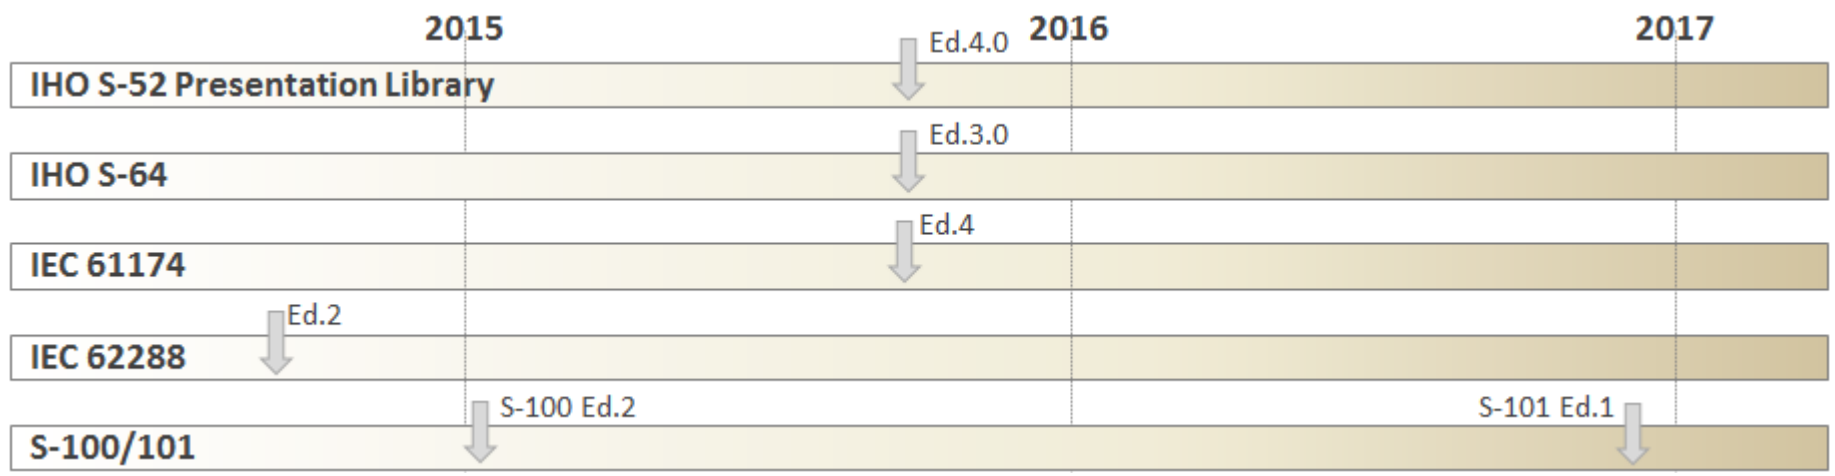 2015 2016 2017
Ed.4.0
IHO S-52 Presentation Library
Ed.3.0
IHO S-64
Ed.4
IEC 61174
Ed.2
IEC 62288
S-100 Ed.2 S-101 Ed.1
S-100/101